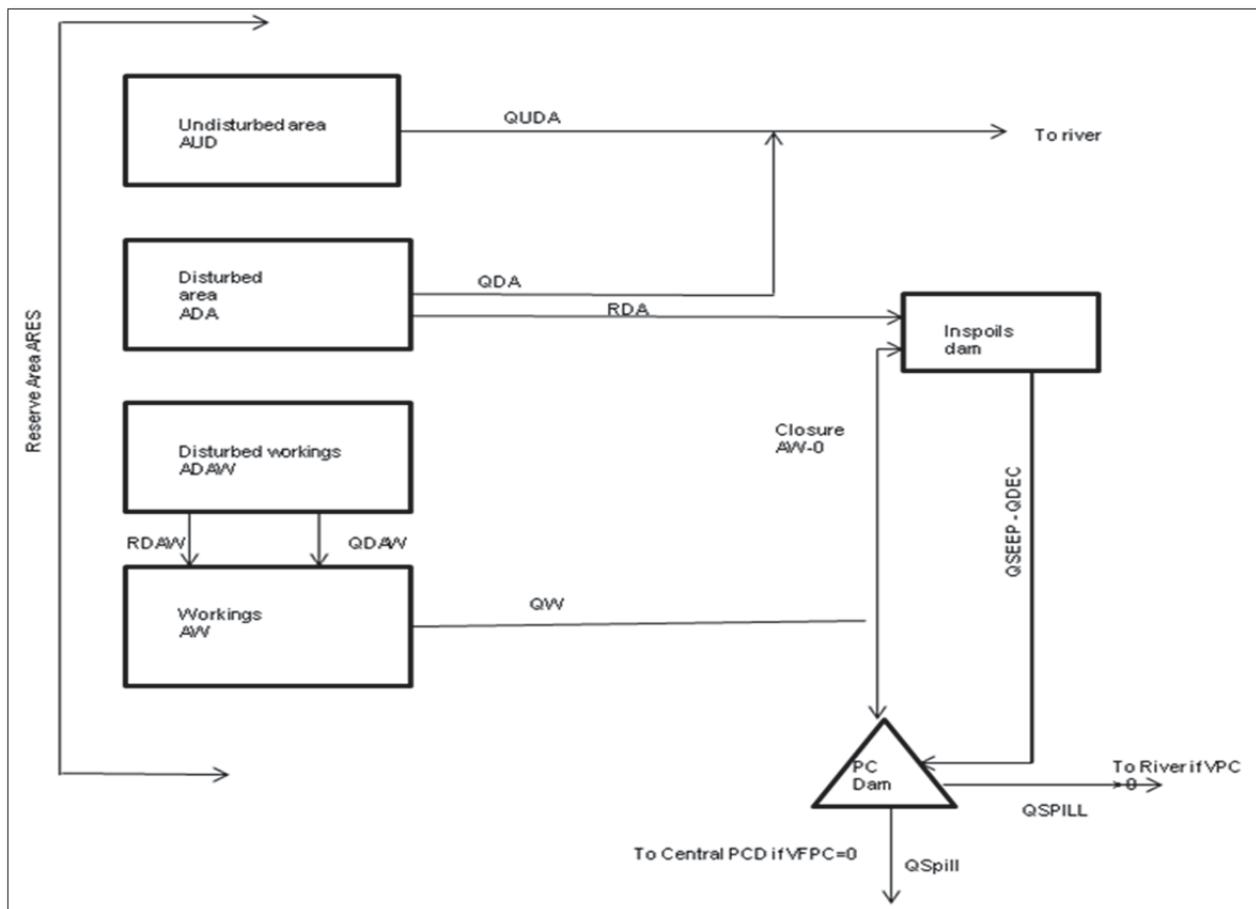 Undisturbed area
AUD
QUDA
To river
Disturbed
area
ADA
QDA
RDA
Inspoils
dam
Reserve Area ARES
Disturbed workings
ADAW
Closure
AW-0
QSEEP - QDEC
RDAW
QDAW
Workings
AW
QW
PC
Dam
To River if VPC
>0
QSPILL
To Central PCD if VFPC=0
QSpill